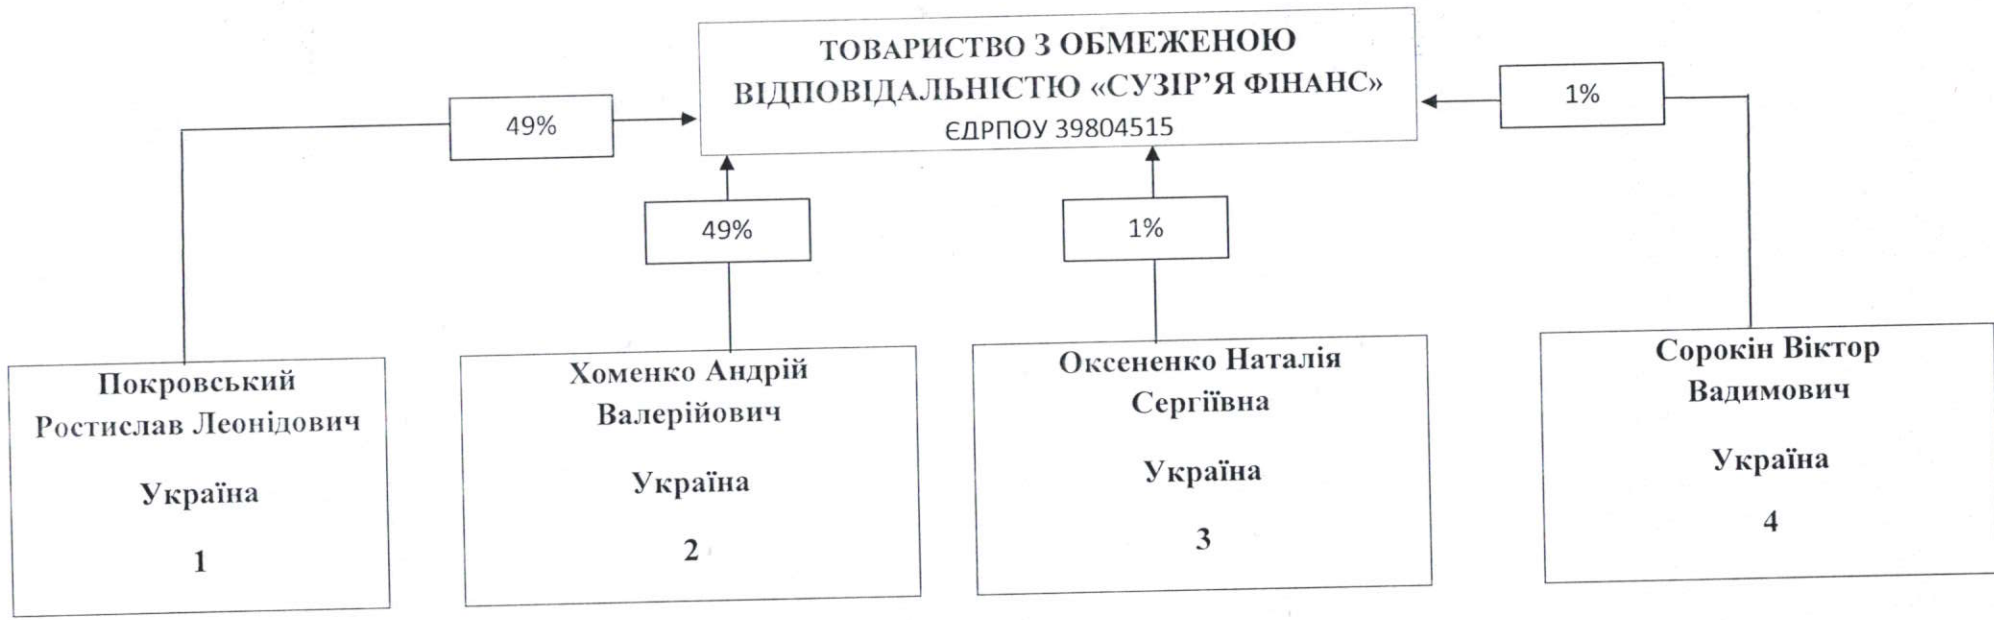 ТОВАРИСТВО З ОБМЕЖЕНОЮ
ВІДПОВІДАЛЬНІСТЮ «СУЗІР’Я ФІНАНС»
ЄДРПОУ 39804515
49%
49%
1%
1%
Покровський
Ростислав Леонідович
Україна
1
Хоменко Андрій
Валерійович
Україна
2
Оксененко Наталія
Сергіївна
Україна
3
Сорокін Віктор
Вадимович
Україна
4